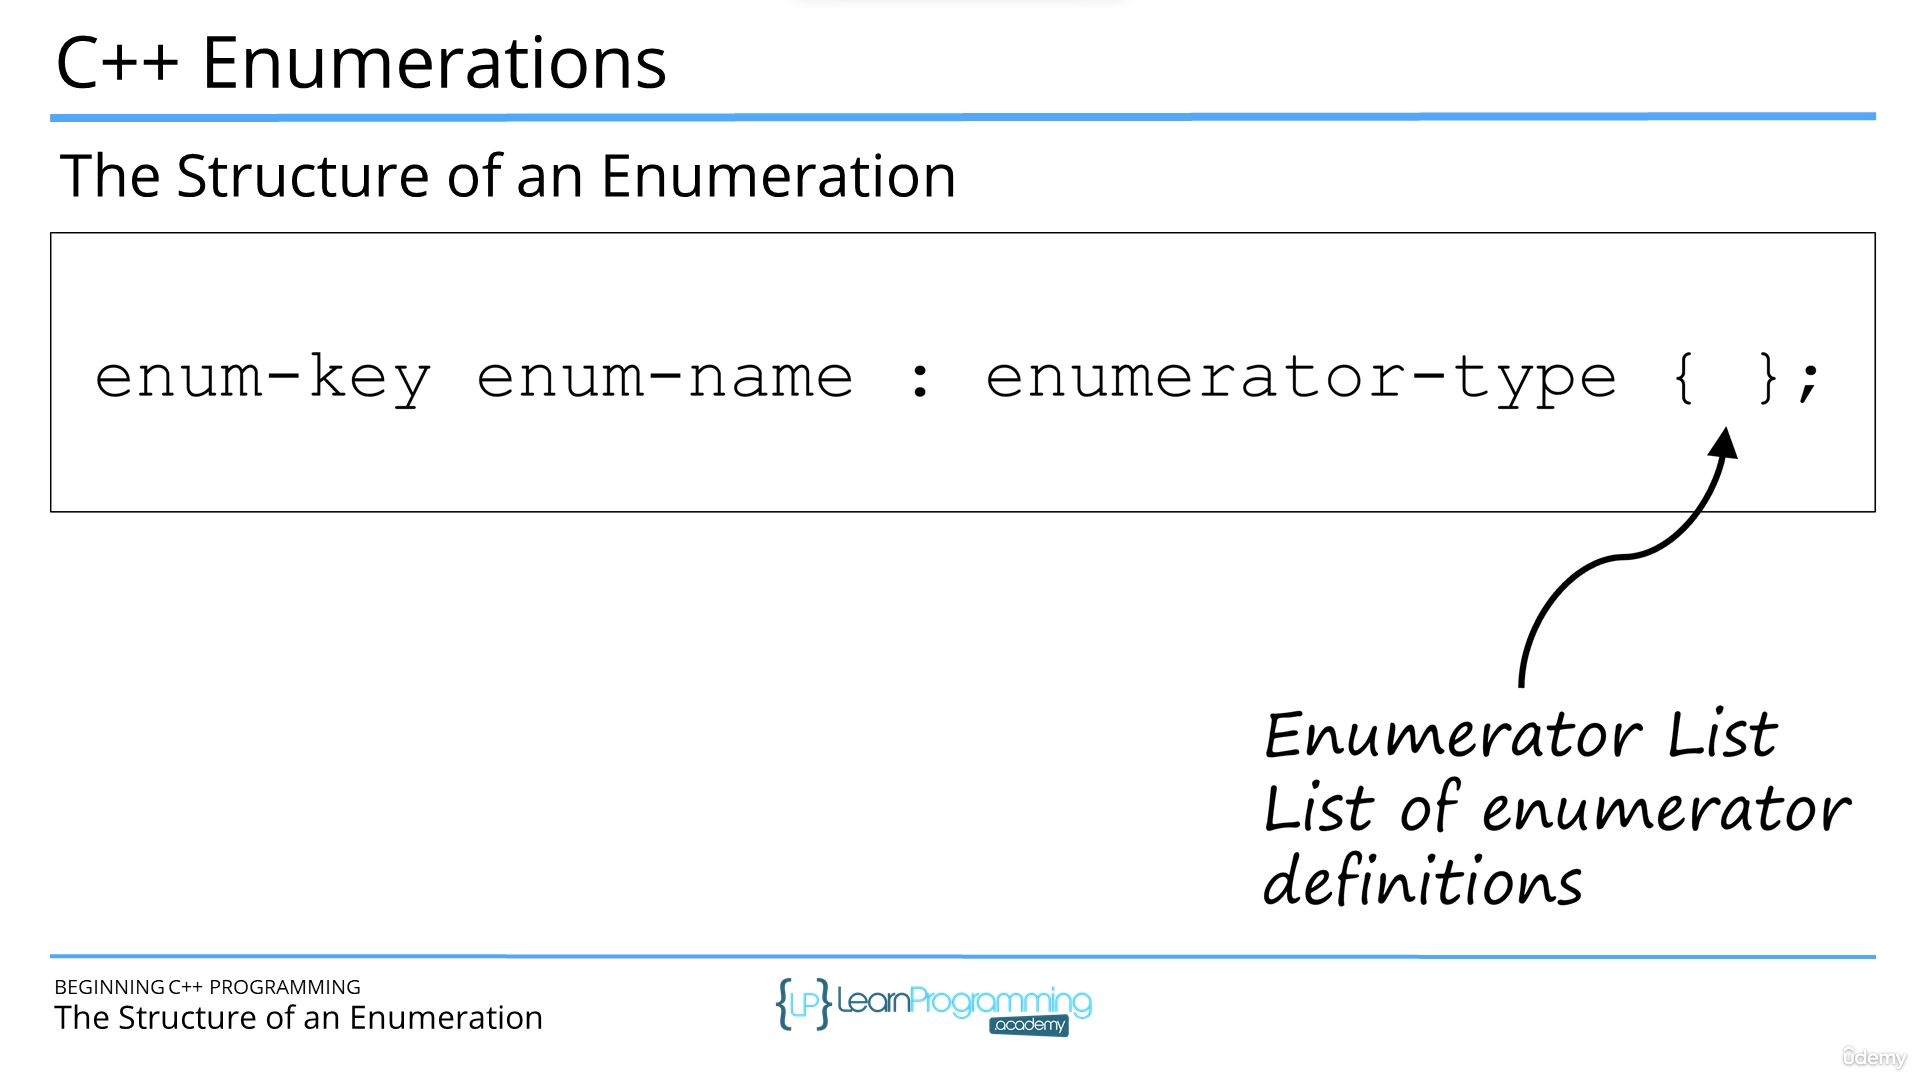 C++ Enumerations
The Structure of an Enumeration
enum-key enum-name : enumerator-type { };
Enumerator List
List of enumerator
definitions
BEGINNING C++ PROGRAMMING
The Structure of an Enumeration
{LP} LearnProgramming
academy
udemy